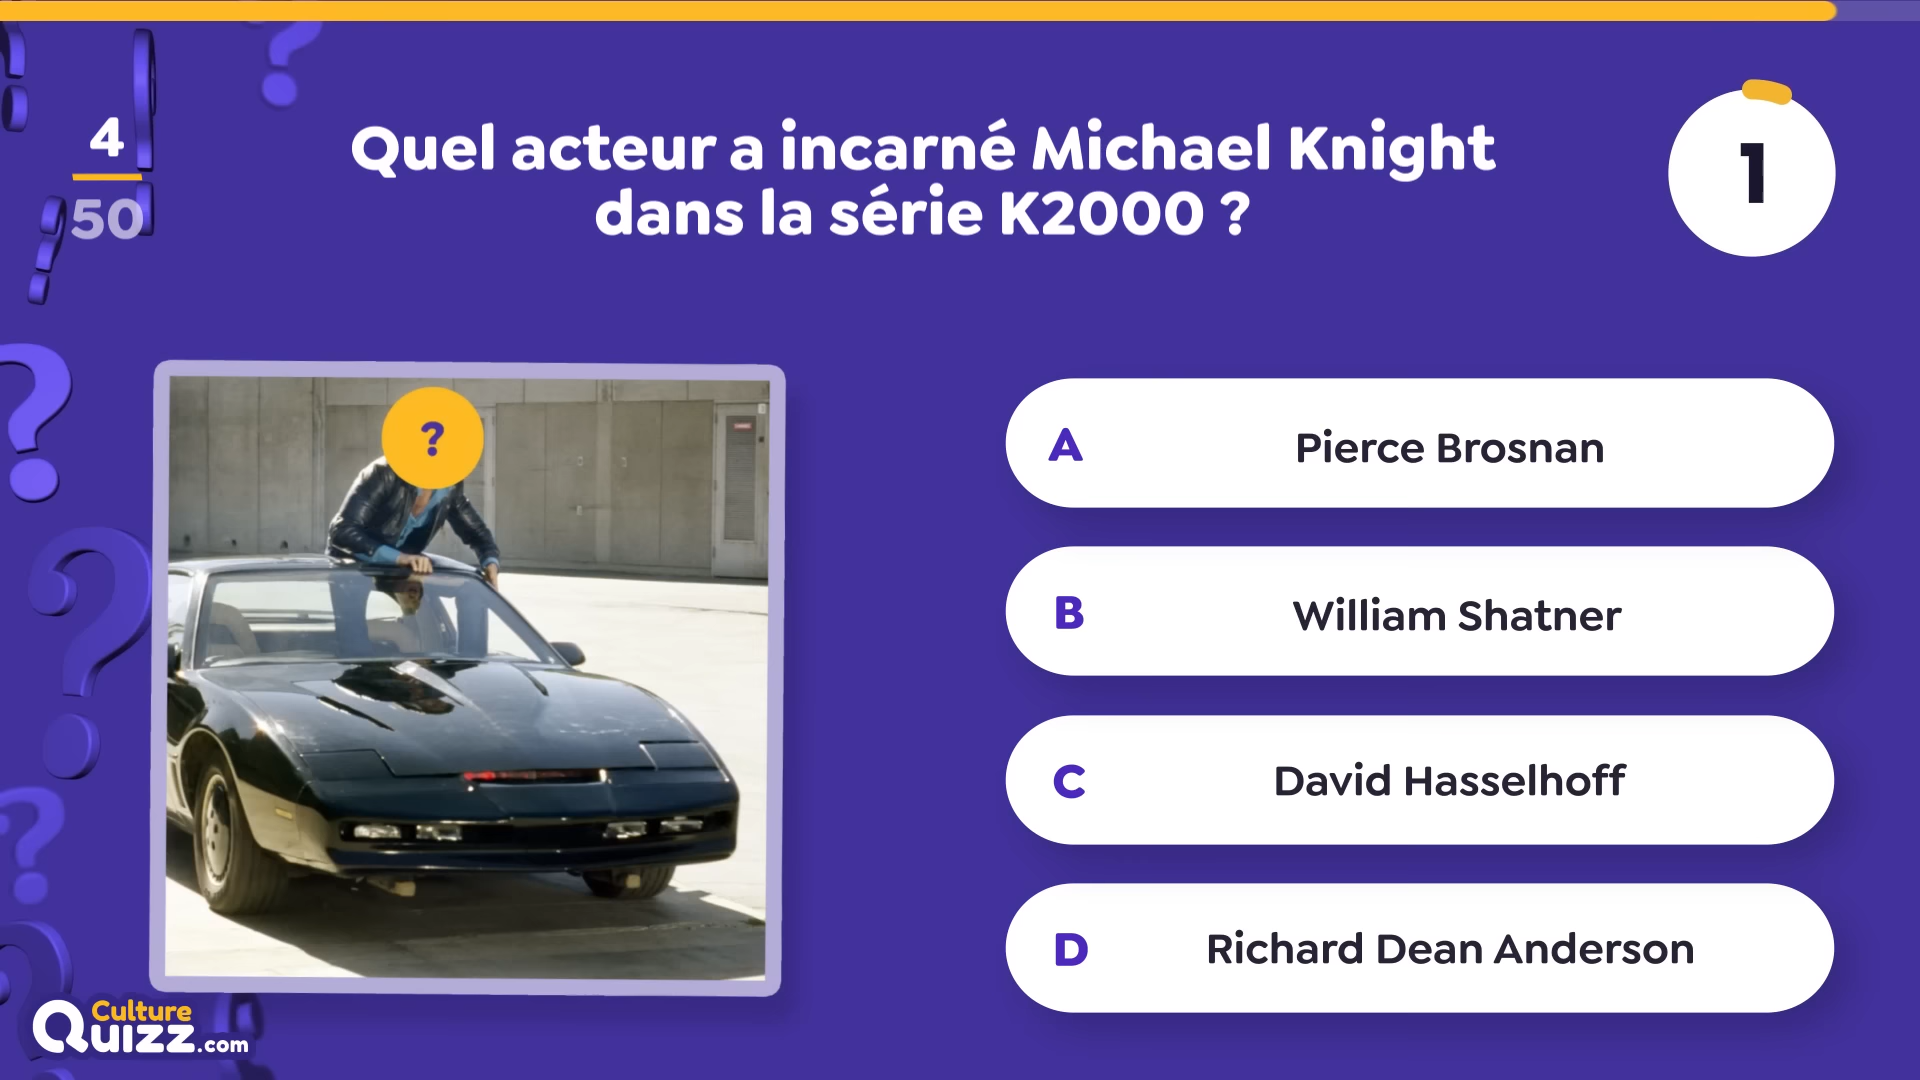 4
50
Quel acteur a incarné Michael Knight
dans la série K2000 ?
1
?
A Pierce Brosnan
B William Shatner
C David Hasselhoff
D Richard Dean Anderson
Culture
Quizz.com